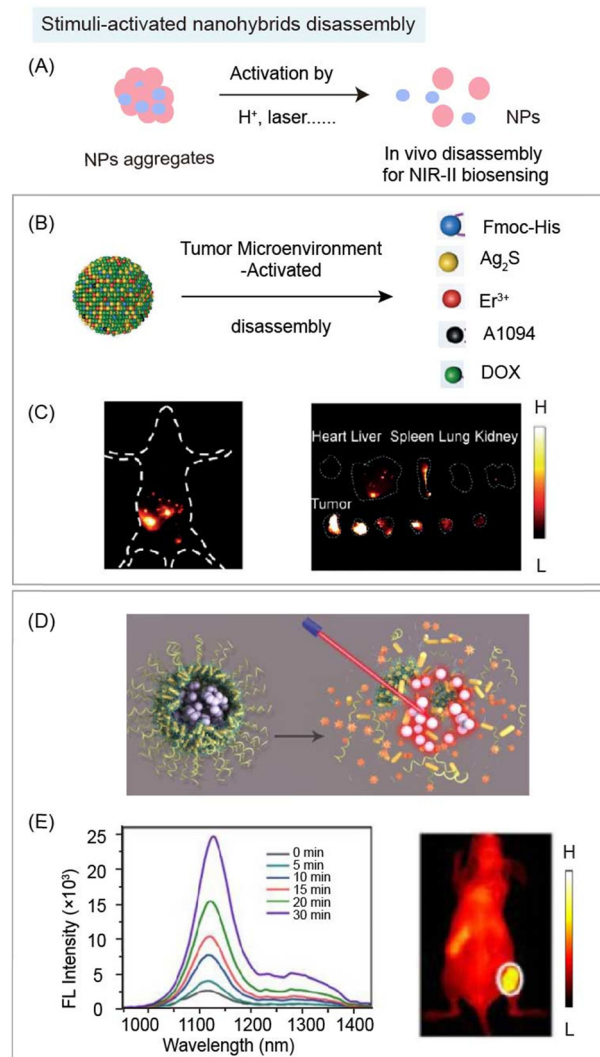 Stimuli-activated nanohybrids disassembly
(A)
Activation by
H⁺, laser......
NPs aggregates
NPs
In vivo disassembly
for NIR-II biosensing
(B)
Tumor Microenvironment
-Activated
disassembly
Fmoc-His
Ag₂S
Er³⁺
A1094
DOX
(C)
Heart Liver Spleen Lung Kidney
Tumor
H
L
(D)
(E)
FL Intensity (×10³)
25
20
15
10
5
0
0 min
5 min
10 min
15 min
20 min
30 min
1000 1100 1200 1300 1400
Wavelength (nm)
H
L